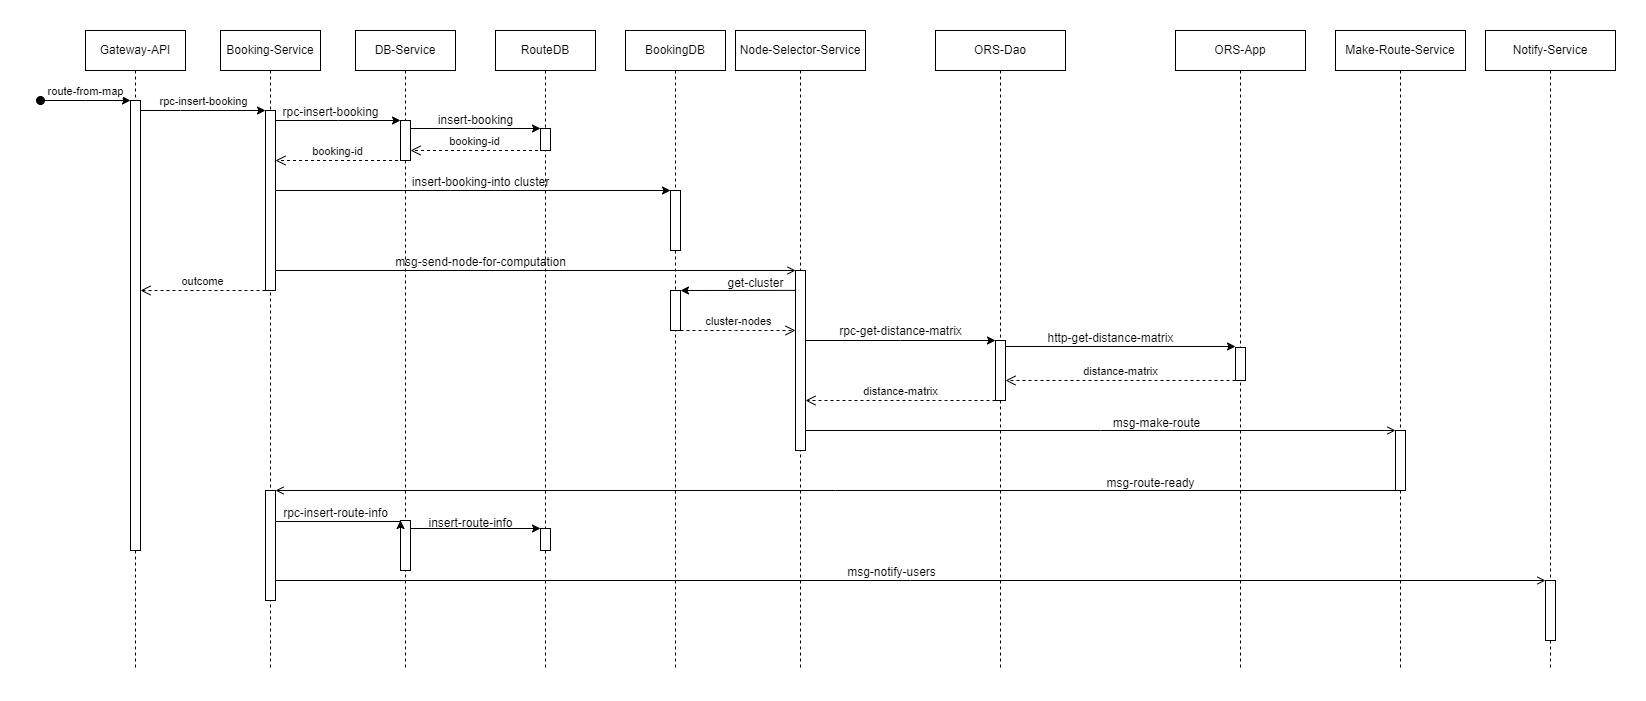 Gateway-API
Booking-Service
DB-Service
RouteDB
BookingDB
Node-Selector-Service
ORS-Dao
ORS-App
Make-Route-Service
Notify-Service
route-from-map
rpc-insert-booking
rpc-insert-booking
insert-booking
booking-id
booking-id
insert-booking-into cluster
msg-send-node-for-computation
outcome
get-cluster
cluster-nodes
rpc-get-distance-matrix
http-get-distance-matrix
distance-matrix
distance-matrix
msg-make-route
msg-route-ready
rpc-insert-route-info
insert-route-info
msg-notify-users